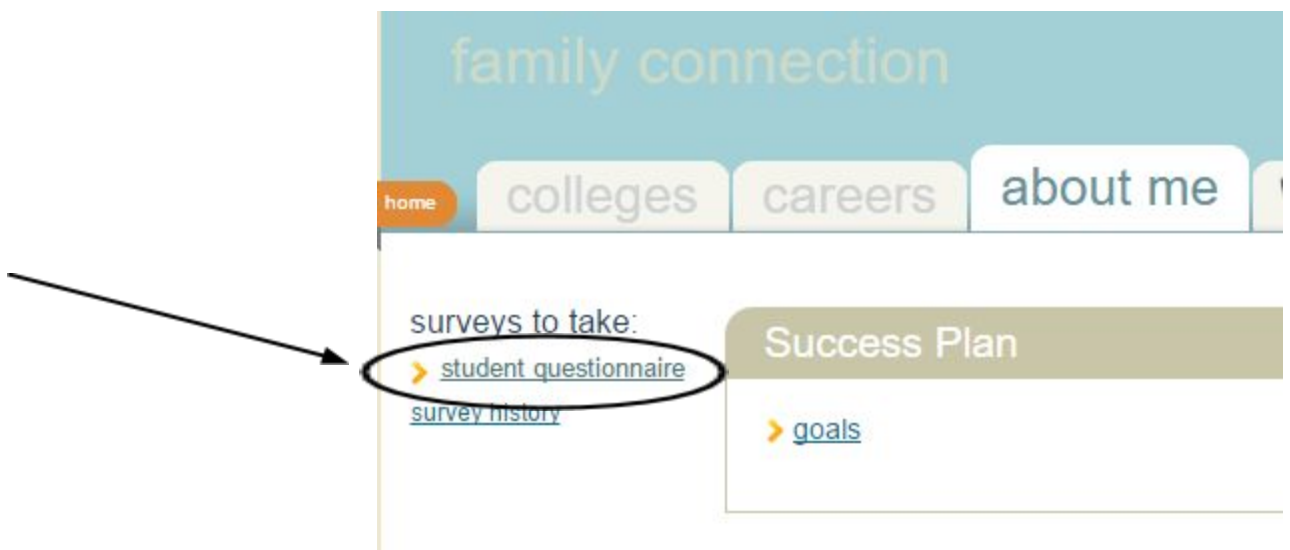 family connection
home
colleges
careers
about me
surveys to take:
student questionnaire
survey history
Success Plan
goals